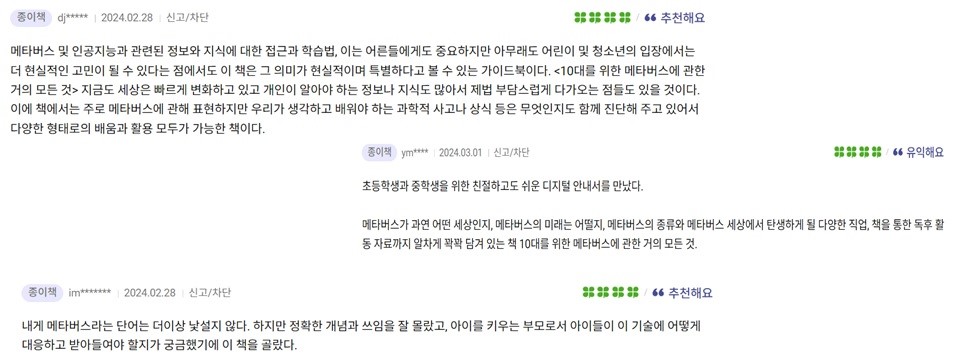 종이책 dj***** | 2024.02.28 | 신고/차단 / ❝ 추천해요
메타버스 및 인공지능과 관련된 정보와 지식에 대한 접근과 학습법, 이는 어른들에게도 중요하지만 아무래도 어린이 및 청소년의 입장에서는
더 현실적인 고민이 될 수 있다는 점에서도 이 책은 그 의미가 현실적이며 특별하다고 볼 수 있는 가이드북이다. <10대를 위한 메타버스에 관한
거의 모든 것> 지금도 세상은 빠르게 변화하고 있고 개인이 알아야 하는 정보나 지식도 많아서 제법 부담스럽게 다가오는 점들도 있을 것이다.
이에 책에서는 주로 메타버스에 관해 표현하지만 우리가 생각하고 배워야 하는 과학적 사고나 상식 등은 무엇인지도 함께 진단해 주고 있어서
다양한 형태로의 배움과 활용 모두가 가능한 책이다.
종이책 ym**** | 2024.03.01 | 신고/차단 / ❝ 유익해요
초등학생과 중학생을 위한 친절하고도 쉬운 디지털 안내서를 만났다.
메타버스가 과연 어떤 세상인지, 메타버스의 미래는 어떨지, 메타버스의 종류와 메타버스 세상에서 탄생하게 될 다양한 직업, 책을 통한 독후 활
동 자료까지 알차게 꽉꽉 담겨 있는 책 10대를 위한 메타버스에 관한 거의 모든 것.
종이책 im******* | 2024.02.28 | 신고/차단 / ❝ 추천해요
내게 메타버스라는 단어는 더이상 낯설지 않다. 하지만 정확한 개념과 쓰임을 잘 몰랐고, 아이를 키우는 부모로서 아이들이 이 기술에 어떻게
대응하고 받아들여야 할지가 궁금했기에 이 책을 골랐다.